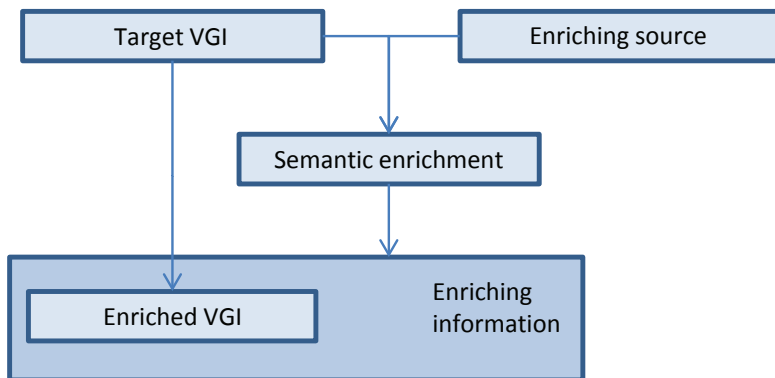 Target VGI
Enriching source
Semantic enrichment
Enriching
information
Enriched VGI